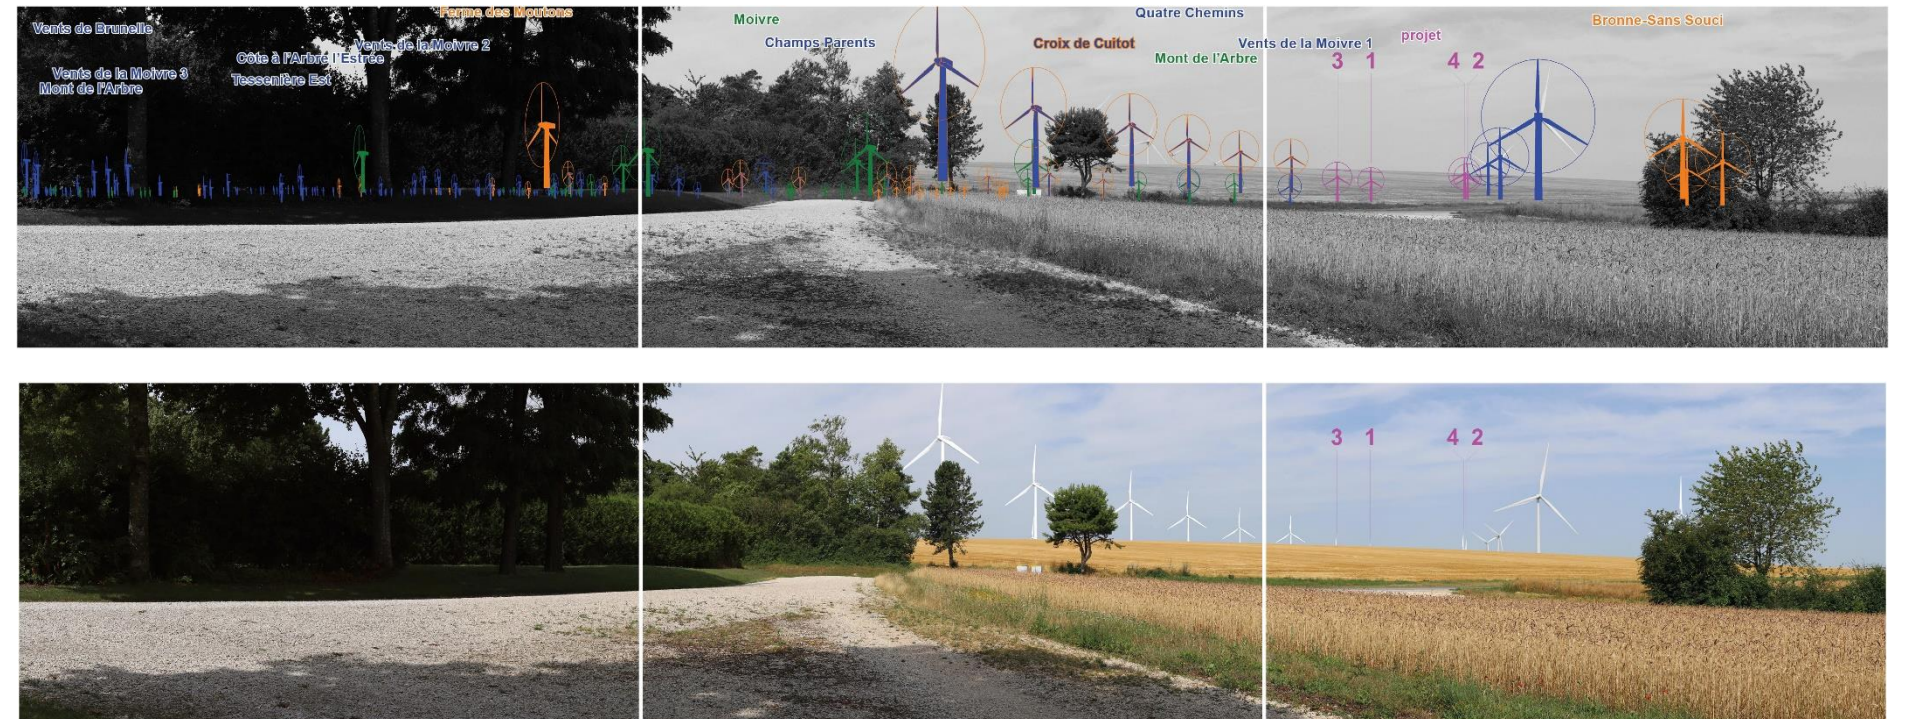 Ferme des Moutons
Vents de Brunelle
Vents de la Moivre 2
Côte à l'Arbre l'Estrée
Vents de la Moivre 3
Tessenière Est
Mont de l'Arbre
Moivre
Quatre Chemins
Champs Parents
Croix de Cuitot
Mont de l'Arbre
Vents de la Moivre 1
projet
Bronne-Sans Souci
3 1 4 2
3 1 4 2